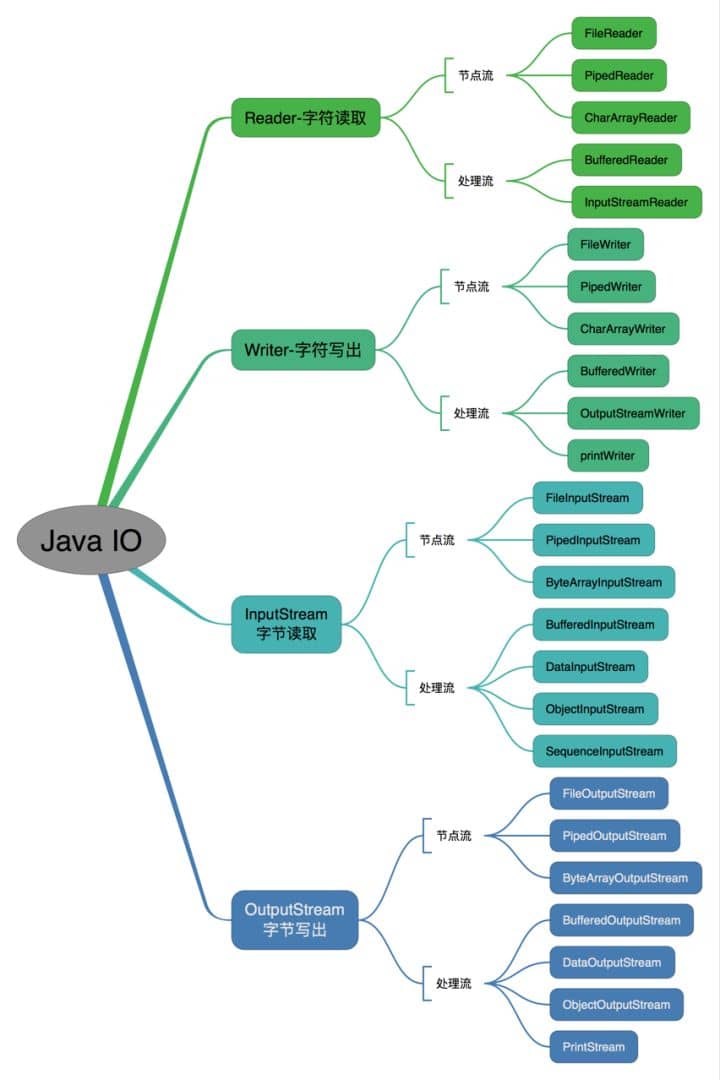 Java IO
Reader-字符读取
节点流
FileReader
PipedReader
CharArrayReader
处理流
BufferedReader
InputStreamReader
Writer-字符写出
节点流
FileWriter
PipedWriter
CharArrayWriter
处理流
BufferedWriter
OutputStreamWriter
printWriter
InputStream
字节读取
节点流
FileInputStream
PipedInputStream
ByteArrayInputStream
处理流
BufferedInputStream
DataInputStream
ObjectInputStream
SequenceInputStream
OutputStream
字节写出
节点流
FileOutputStream
PipedOutputStream
ByteArrayOutputStream
处理流
BufferedOutputStream
DataOutputStream
ObjectOutputStream
PrintStream